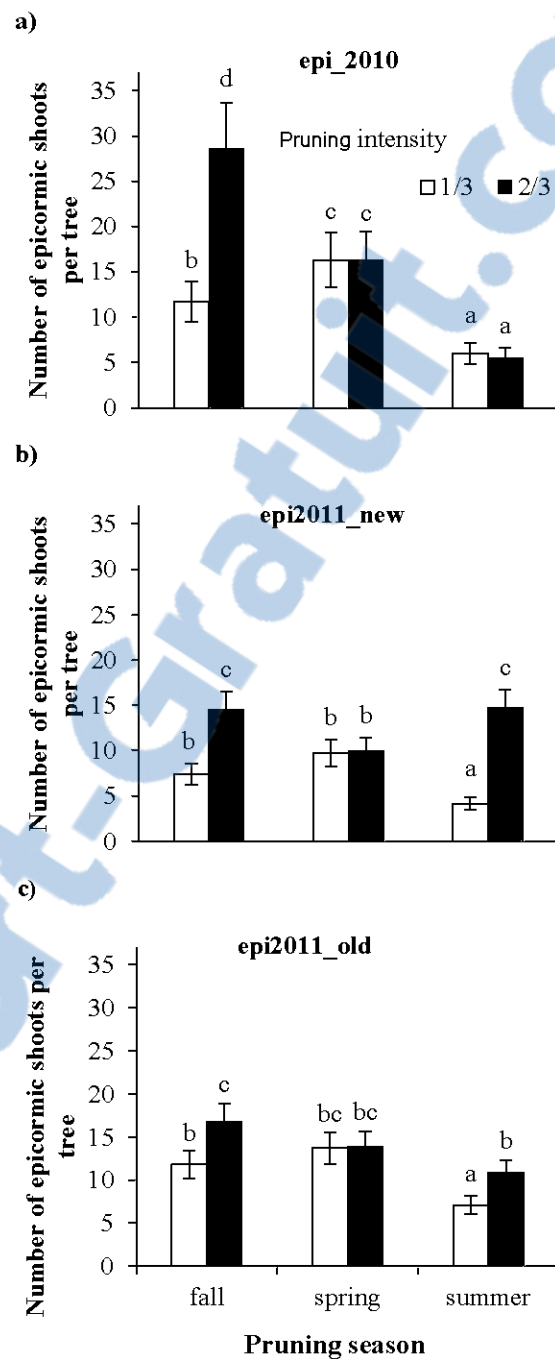 a)
epi_2010
Number of epicormic shoots
per tree
35
30
25
20
15
10
5
0
Pruning intensity
1/3 2/3
b
d
c
c
a
a
b)
epi2011_new
Number of epicormic shoots
per tree
35
30
25
20
15
10
5
0
b
c
b
b
a
c
c)
epi2011_old
Number of epicormic shoots per
tree
35
30
25
20
15
10
5
0
b
c
bc
bc
a
b
fall spring summer
Pruning season
rt-Gratuit.co